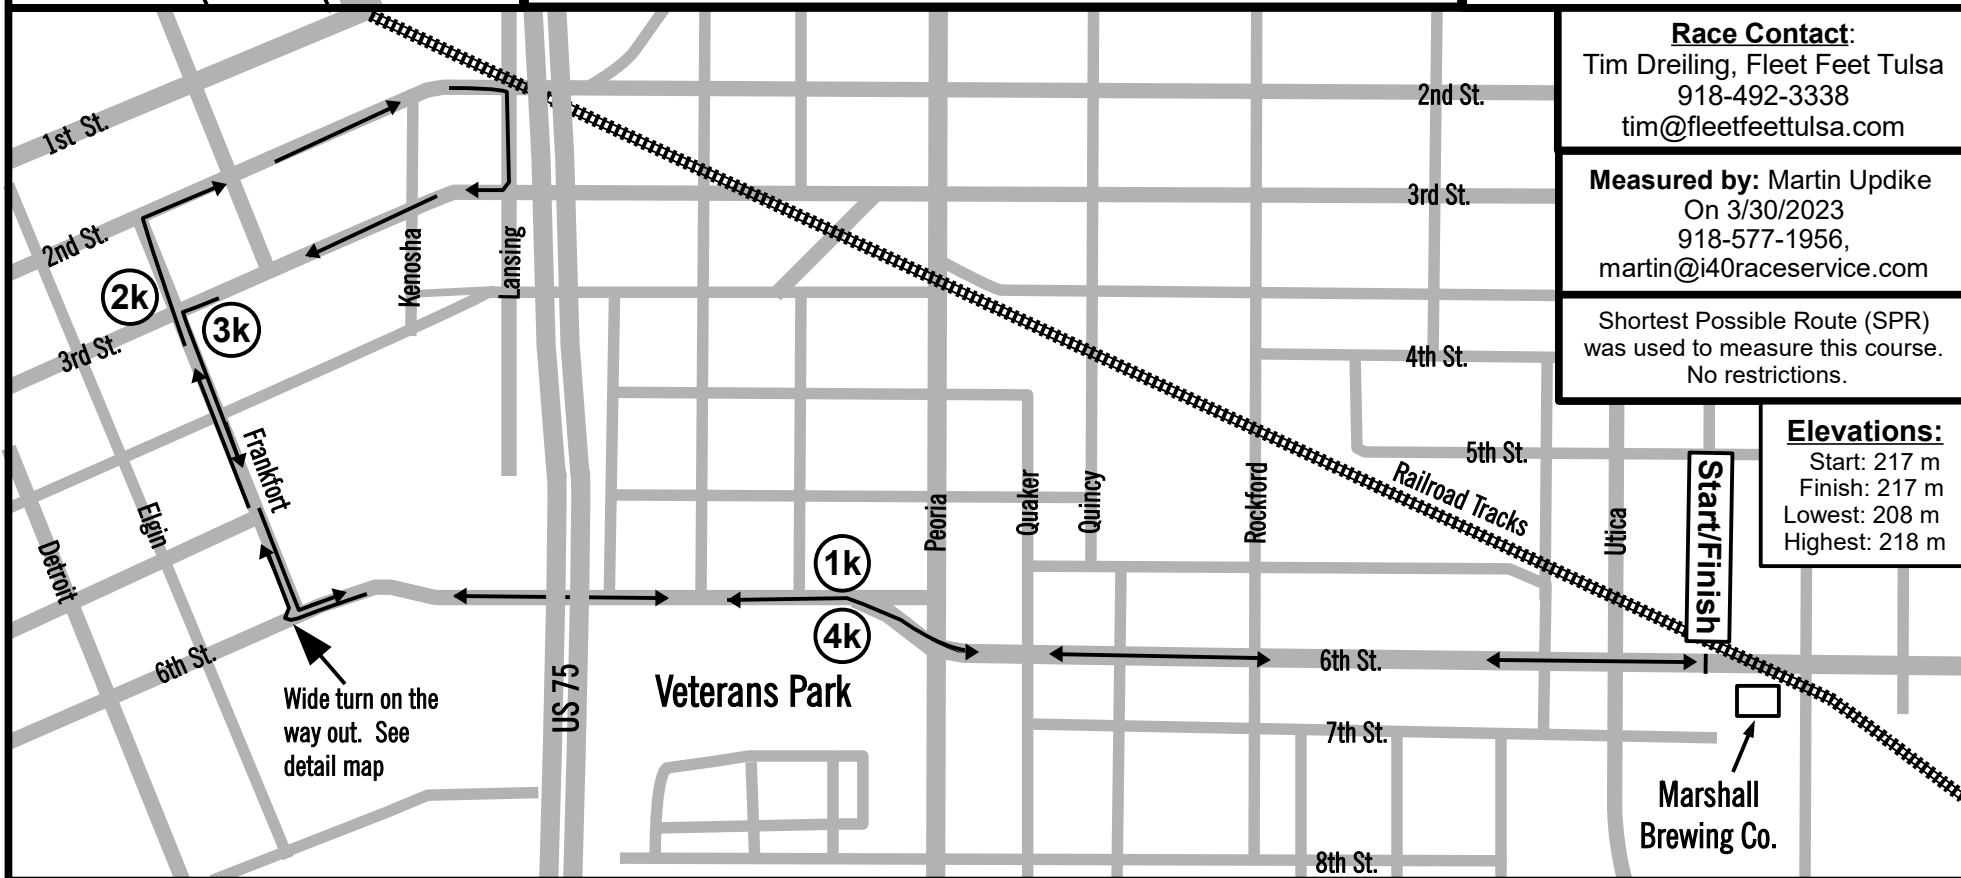 Race Contact:
Tim Dreiling, Fleet Feet Tulsa
918-492-3338
tim@fleetfeettulsa.com
Measured by: Martin Updike
On 3/30/2023
918-577-1956,
martin@i40raceservice.com
Shortest Possible Route (SPR)
was used to measure this course.
No restrictions.
Elevations:
Start: 217 m
Finish: 217 m
Lowest: 208 m
Highest: 218 m
1st St.
2nd St.
2nd St.
3rd St.
3rd St.
Kenosha
Lansing
2k
3k
4th St.
5th St.
Frankfort
Elgin
Detroit
Peoria
Quaker
Quincy
Rockford
Railroad Tracks
Utica
Start/Finish
1k
4k
6th St.
6th St.
Wide turn on the
way out. See
detail map
US 75
Veterans Park
7th St.
Marshall
Brewing Co.
8th St.